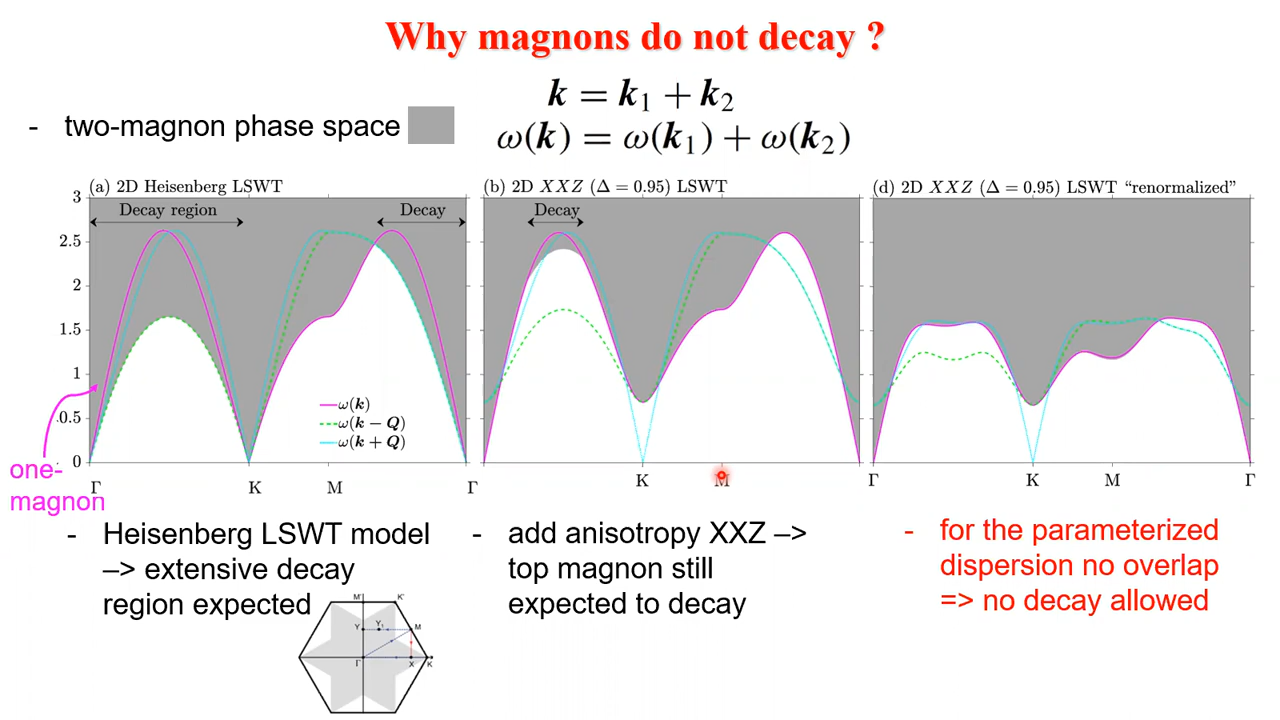 Why magnons do not decay ?
k = k₁ + k₂
- two-magnon phase space
ω(k) = ω(k₁) + ω(k₂)
(a) 2D Heisenberg LSWT
(b) 2D XXZ (Δ = 0.95) LSWT
(d) 2D XXZ (Δ = 0.95) LSWT “renormalized”
3
2.5
2
1.5
1
0.5
0
Decay region
Decay
Decay
ω(k)
ω(k − Q)
ω(k + Q)
one-
magnon
Γ
K
M
Γ
K
M
Γ
K
M
Γ
- Heisenberg LSWT model
–> extensive decay
region expected
- add anisotropy XXZ –>
top magnon still
expected to decay
- for the parameterized
dispersion no overlap
=> no decay allowed
M'
K'
Y
Y₁
M
Γ
X
K